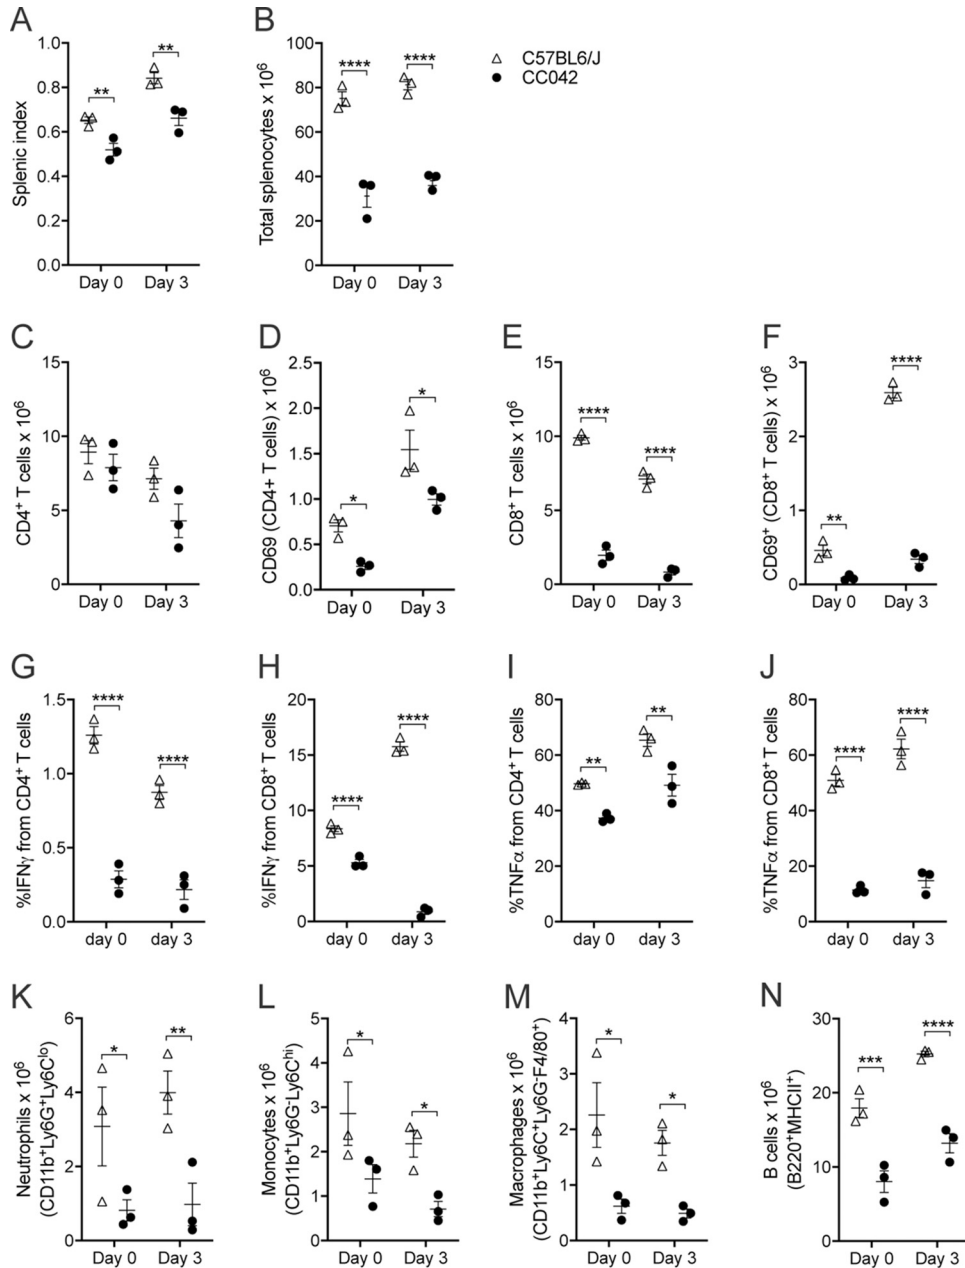 A
Splenic index
1.0
0.8
0.6
0.4
0.2
0.0
**
**
Day 0 Day 3
B
Total splenocytes x 10⁶
100
80
60
40
20
0
****
****
Day 0 Day 3
△ C57BL6/J
● CC042
C
CD4⁺ T cells x 10⁶
15
10
5
0
Day 0 Day 3
D
CD69 (CD4+ T cells) x 10⁶
2.5
2.0
1.5
1.0
0.5
0.0
*
*
Day 0 Day 3
E
CD8⁺ T cells x 10⁶
15
10
5
0
****
****
Day 0 Day 3
F
CD69⁺ (CD8⁺ T cells) x 10⁶
3
2
1
0
**
****
Day 0 Day 3
G
%IFNγ from CD4⁺ T cells
1.5
1.0
0.5
0.0
****
****
day 0 day 3
H
%IFNγ from CD8⁺ T cells
20
15
10
5
0
****
****
day 0 day 3
I
%TNFα from CD4⁺ T cells
80
60
40
20
0
**
**
day 0 day 3
J
%TNFα from CD8⁺ T cells
80
60
40
20
0
****
****
day 0 day 3
K
Neutrophils x 10⁶
(CD11b⁺Ly6G⁺Ly6Cˡᵒ)
6
4
2
0
*
**
Day 0 Day 3
L
Monocytes x 10⁶
(CD11b⁺Ly6G⁻Ly6Cʰⁱ)
5
4
3
2
1
0
*
*
Day 0 Day 3
M
Macrophages x 10⁶
(CD11b⁺Ly6C⁺Ly6G⁻F4/80⁺)
4
3
2
1
0
*
*
Day 0 Day 3
N
B cells x 10⁶
(B220⁺MHCII⁺)
30
20
10
0
***
****
Day 0 Day 3